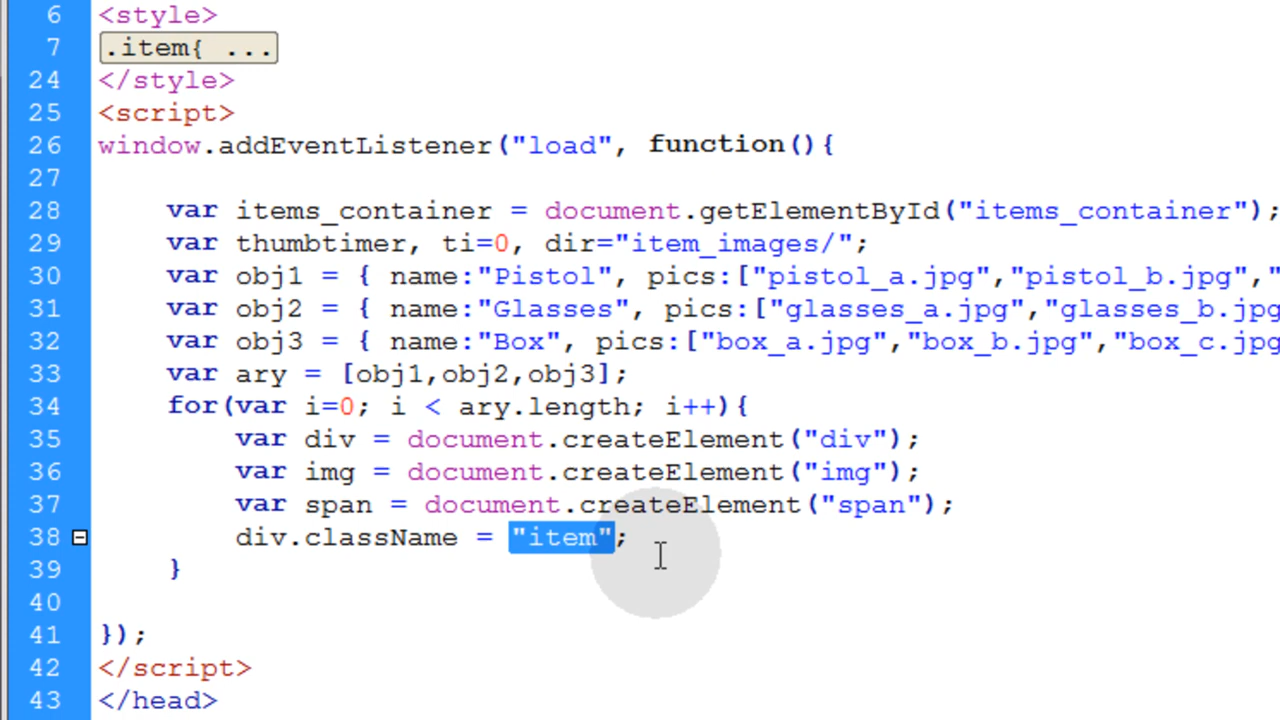 6 <style>
7 .item{ ...
24 </style>
25 <script>
26 window.addEventListener("load", function(){
27
28 var items_container = document.getElementById("items_container");
29 var thumbtimer, ti=0, dir="item_images/";
30 var obj1 = { name:"Pistol", pics:["pistol_a.jpg","pistol_b.jpg","
31 var obj2 = { name:"Glasses", pics:["glasses_a.jpg","glasses_b.jpg
32 var obj3 = { name:"Box", pics:["box_a.jpg","box_b.jpg","box_c.jpg
33 var ary = [obj1,obj2,obj3];
34 for(var i=0; i < ary.length; i++){
35 var div = document.createElement("div");
36 var img = document.createElement("img");
37 var span = document.createElement("span");
38 div.className = "item";
39 }
40
41 });
42 </script>
43 </head>